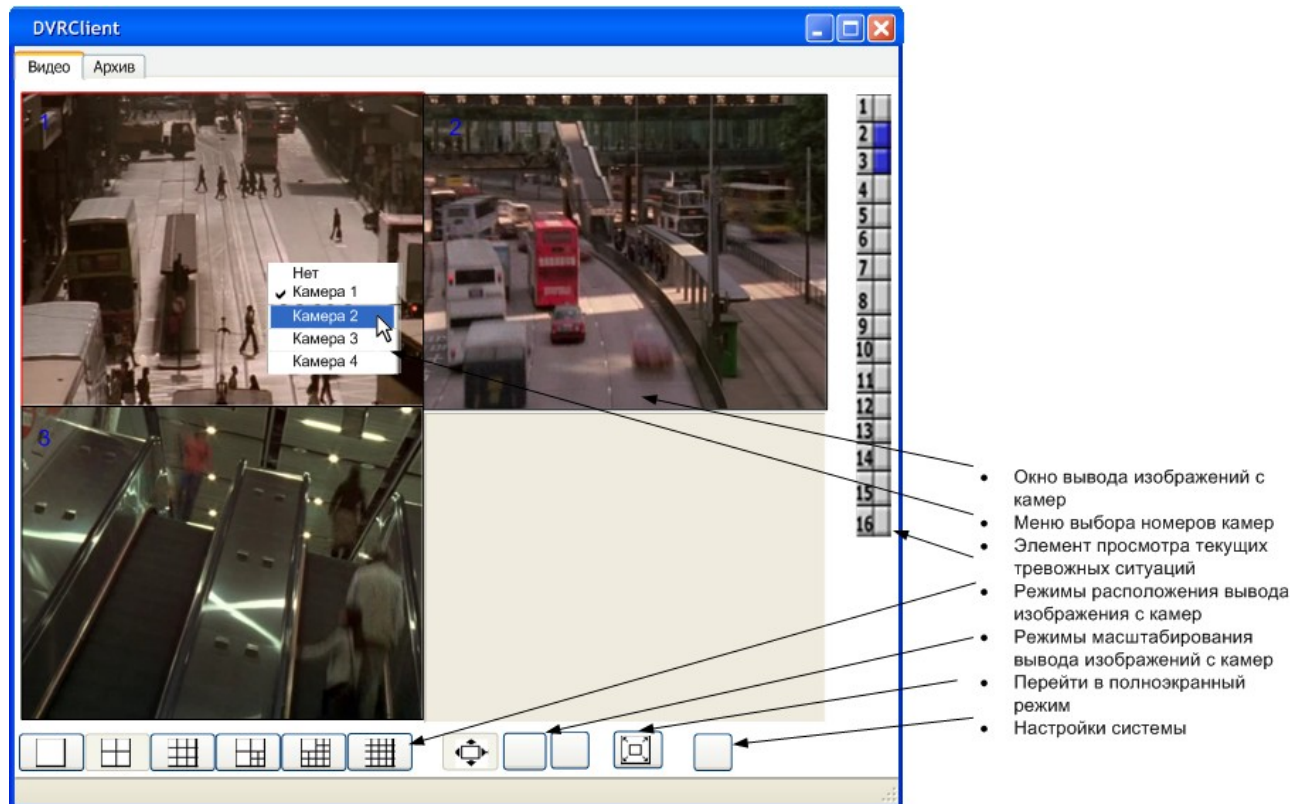 DVRClient
Видео Архив
1
2
Нет
Камера 1
Камера 2
Камера 3
Камера 4
3
1
2
3
4
5
6
7
8
9
10
11
12
13
14
15
16
• Окно вывода изображений с
камер
• Меню выбора номеров камер
• Элемент просмотра текущих
тревожных ситуаций
• Режимы расположения вывода
изображения с камер
• Режимы масштабирования
вывода изображений с камер
• Перейти в полноэкранный
режим
• Настройки системы